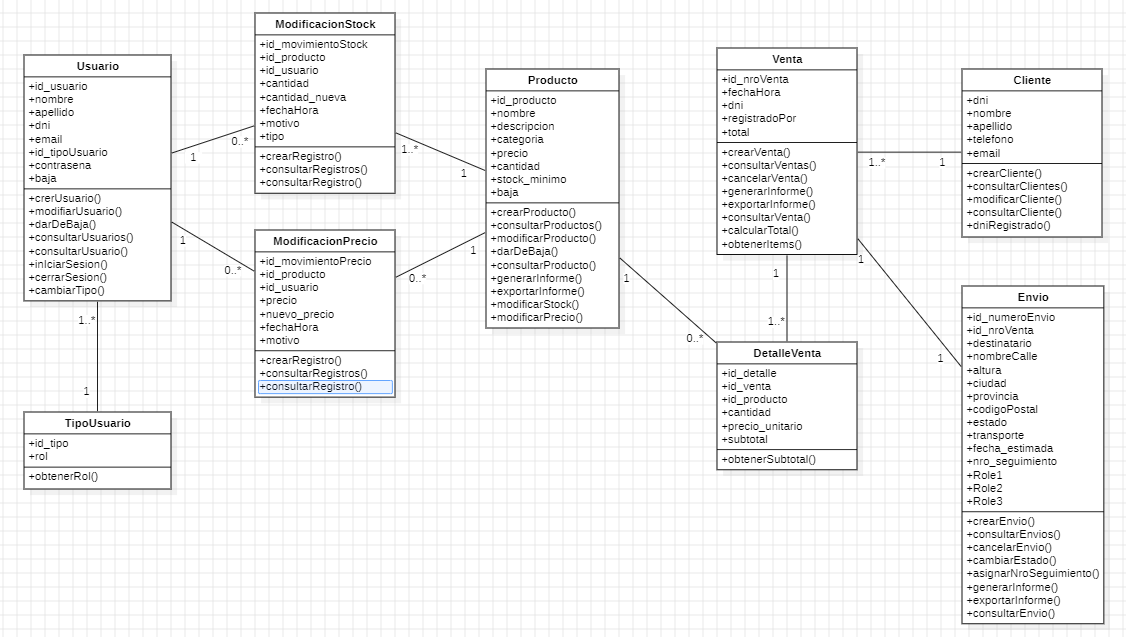 Usuario
+id_usuario
+nombre
+apellido
+dni
+email
+id_tipoUsuario
+contrasena
+baja
+crerUsuario()
+modifiarUsuario()
+darDeBaja()
+consultarUsuarios()
+consultarUsuario()
+inIciarSesion()
+cerrarSesion()
+cambiarTipo()
1
0..*
1
0..*
1..*
1
TipoUsuario
+id_tipo
+rol
+obtenerRol()
ModificacionStock
+id_movimientoStock
+id_producto
+id_usuario
+cantidad
+cantidad_nueva
+fechaHora
+motivo
+tipo
+crearRegistro()
+consultarRegistros()
+consultarRegistro()
1..*
1
ModificacionPrecio
+id_movimientoPrecio
+id_producto
+id_usuario
+precio
+nuevo_precio
+fechaHora
+motivo
+crearRegistro()
+consultarRegistros()
+consultarRegistro()
1
0..*
Producto
+id_producto
+nombre
+descripcion
+categoria
+precio
+cantidad
+stock_minimo
+baja
+crearProducto()
+consultarProductos()
+modificarProducto()
+darDeBaja()
+consultarProducto()
+generarInforme()
+exportarInforme()
+modificarStock()
+modificarPrecio()
1
0..*
Venta
+id_nroVenta
+fechaHora
+dni
+registradoPor
+total
+crearVenta()
+consultarVentas()
+cancelarVenta()
+generarInforme()
+exportarInforme()
+consultarVenta()
+calcularTotal()
+obtenerItems()
1..*
1
1
1..*
1
1
DetalleVenta
+id_detalle
+id_venta
+id_producto
+cantidad
+precio_unitario
+subtotal
+obtenerSubtotal()
Cliente
+dni
+nombre
+apellido
+telefono
+email
+crearCliente()
+consultarClientes()
+modificarCliente()
+consultarCliente()
+dniRegistrado()
Envio
+id_numeroEnvio
+id_nroVenta
+destinatario
+nombreCalle
+altura
+ciudad
+provincia
+codigoPostal
+estado
+transporte
+fecha_estimada
+nro_seguimiento
+Role1
+Role2
+Role3
+crearEnvio()
+consultarEnvios()
+cancelarEnvio()
+cambiarEstado()
+asignarNroSeguimiento()
+generarInforme()
+exportarInforme()
+consultarEnvio()